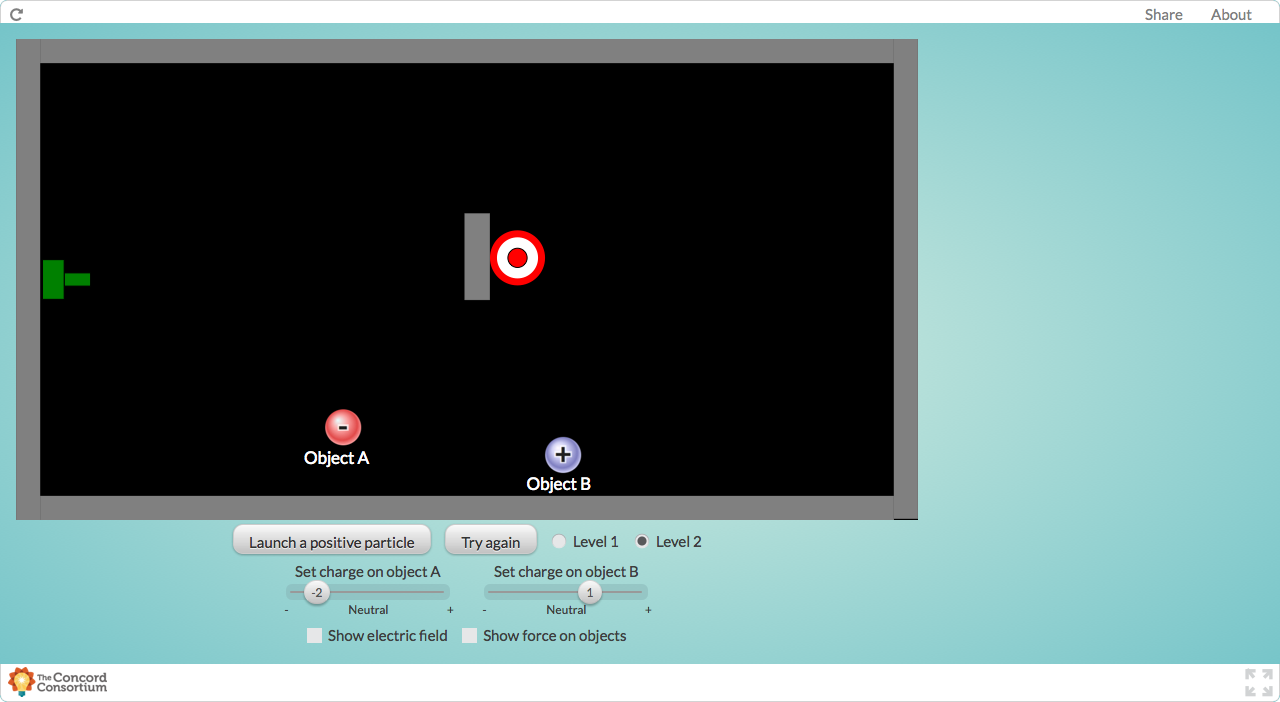 Share About
-
Object A
+
Object B
Launch a positive particle Try again Level 1 Level 2
Set charge on object A Set charge on object B
-2 1
- Neutral + - Neutral +
Show electric field Show force on objects
The Concord
Consortium